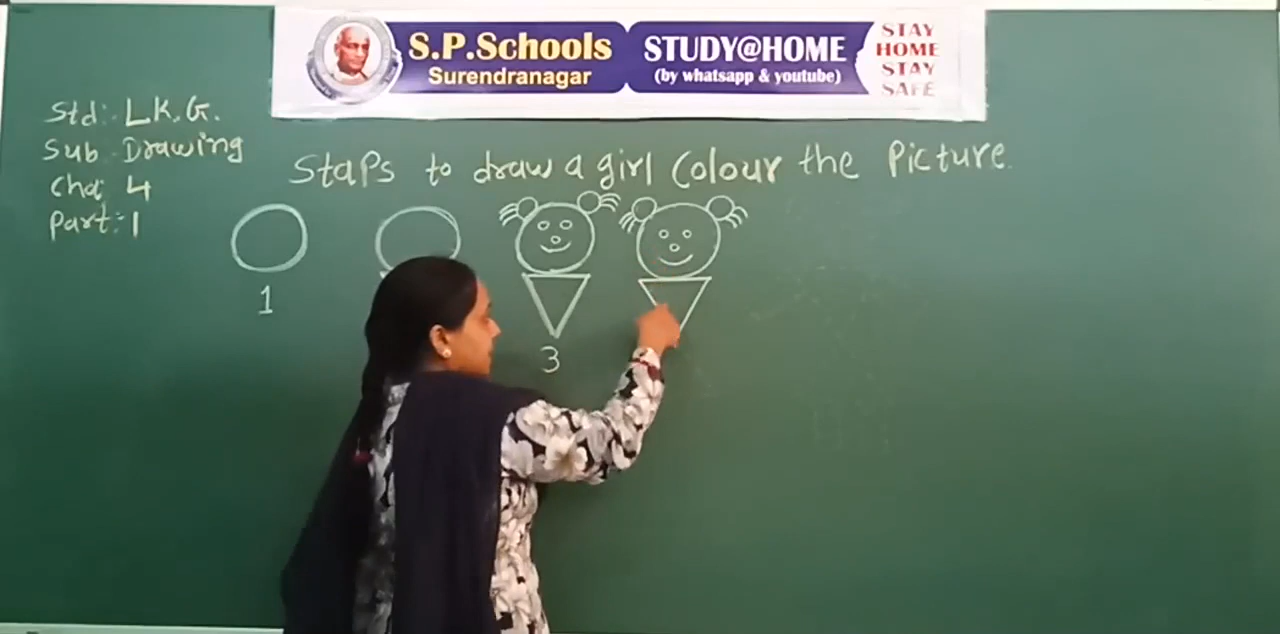 S.P.Schools
Surendranagar
STUDY@HOME
(by whatsapp & youtube)
STAY
HOME
STAY
SAFE
Std:- L.K.G.
Sub Drawing
Cha; 4
Part:-1
Staps to draw a girl Colour the Picture.
1
3